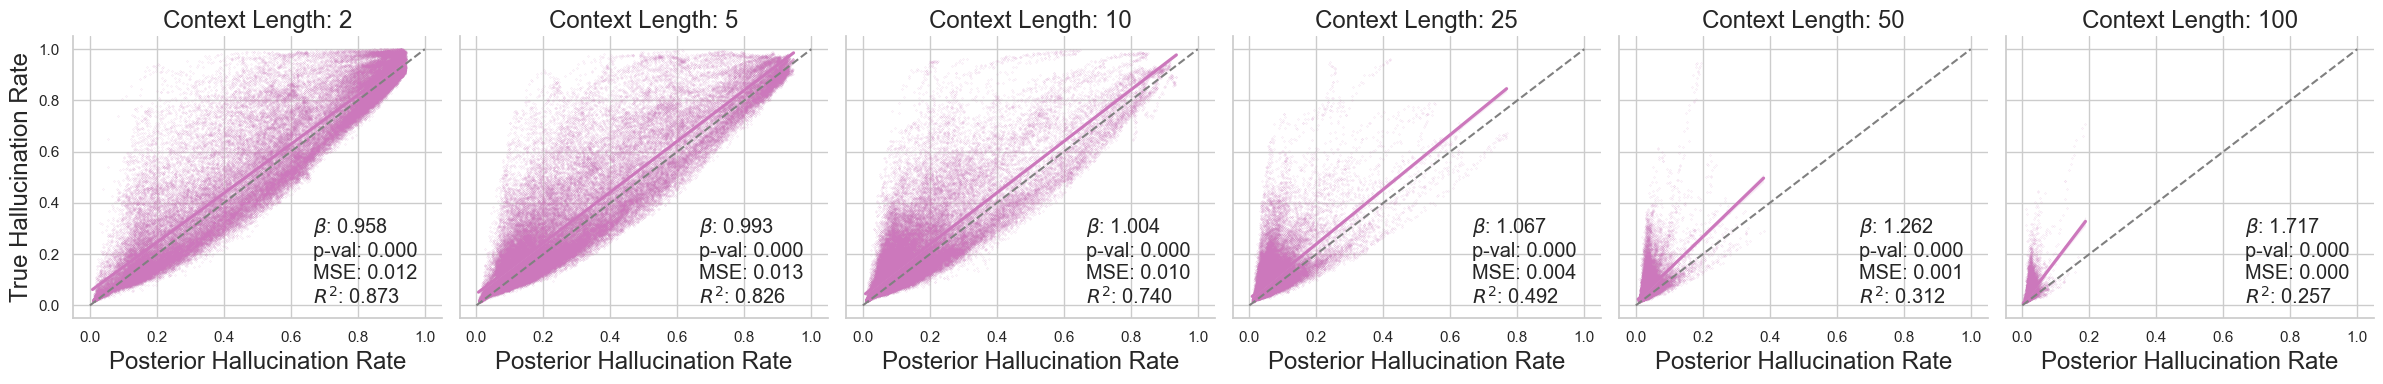 Context Length: 2
True Hallucination Rate
1.0
0.8
0.6
0.4
0.2
0.0
β: 0.958
p-val: 0.000
MSE: 0.012
R²: 0.873
0.0 0.2 0.4 0.6 0.8 1.0
Posterior Hallucination Rate
Context Length: 5
β: 0.993
p-val: 0.000
MSE: 0.013
R²: 0.826
0.0 0.2 0.4 0.6 0.8 1.0
Posterior Hallucination Rate
Context Length: 10
β: 1.004
p-val: 0.000
MSE: 0.010
R²: 0.740
0.0 0.2 0.4 0.6 0.8 1.0
Posterior Hallucination Rate
Context Length: 25
β: 1.067
p-val: 0.000
MSE: 0.004
R²: 0.492
0.0 0.2 0.4 0.6 0.8 1.0
Posterior Hallucination Rate
Context Length: 50
β: 1.262
p-val: 0.000
MSE: 0.001
R²: 0.312
0.0 0.2 0.4 0.6 0.8 1.0
Posterior Hallucination Rate
Context Length: 100
β: 1.717
p-val: 0.000
MSE: 0.000
R²: 0.257
0.0 0.2 0.4 0.6 0.8 1.0
Posterior Hallucination Rate